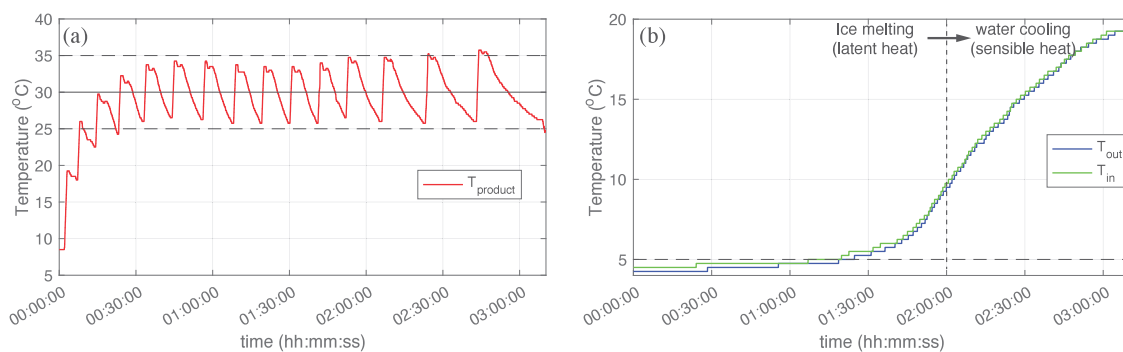 (a)
40
35
30
25
20
15
10
5
Temperature (°C)
T_product
00:00:00
00:30:00
01:00:00
01:30:00
02:00:00
02:30:00
03:00:00
time (hh:mm:ss)
(b)
Ice melting
(latent heat)
water cooling
(sensible heat)
20
15
10
5
Temperature (°C)
T_out
T_in
00:00:00
00:30:00
01:00:00
01:30:00
02:00:00
02:30:00
03:00:00
time (hh:mm:ss)